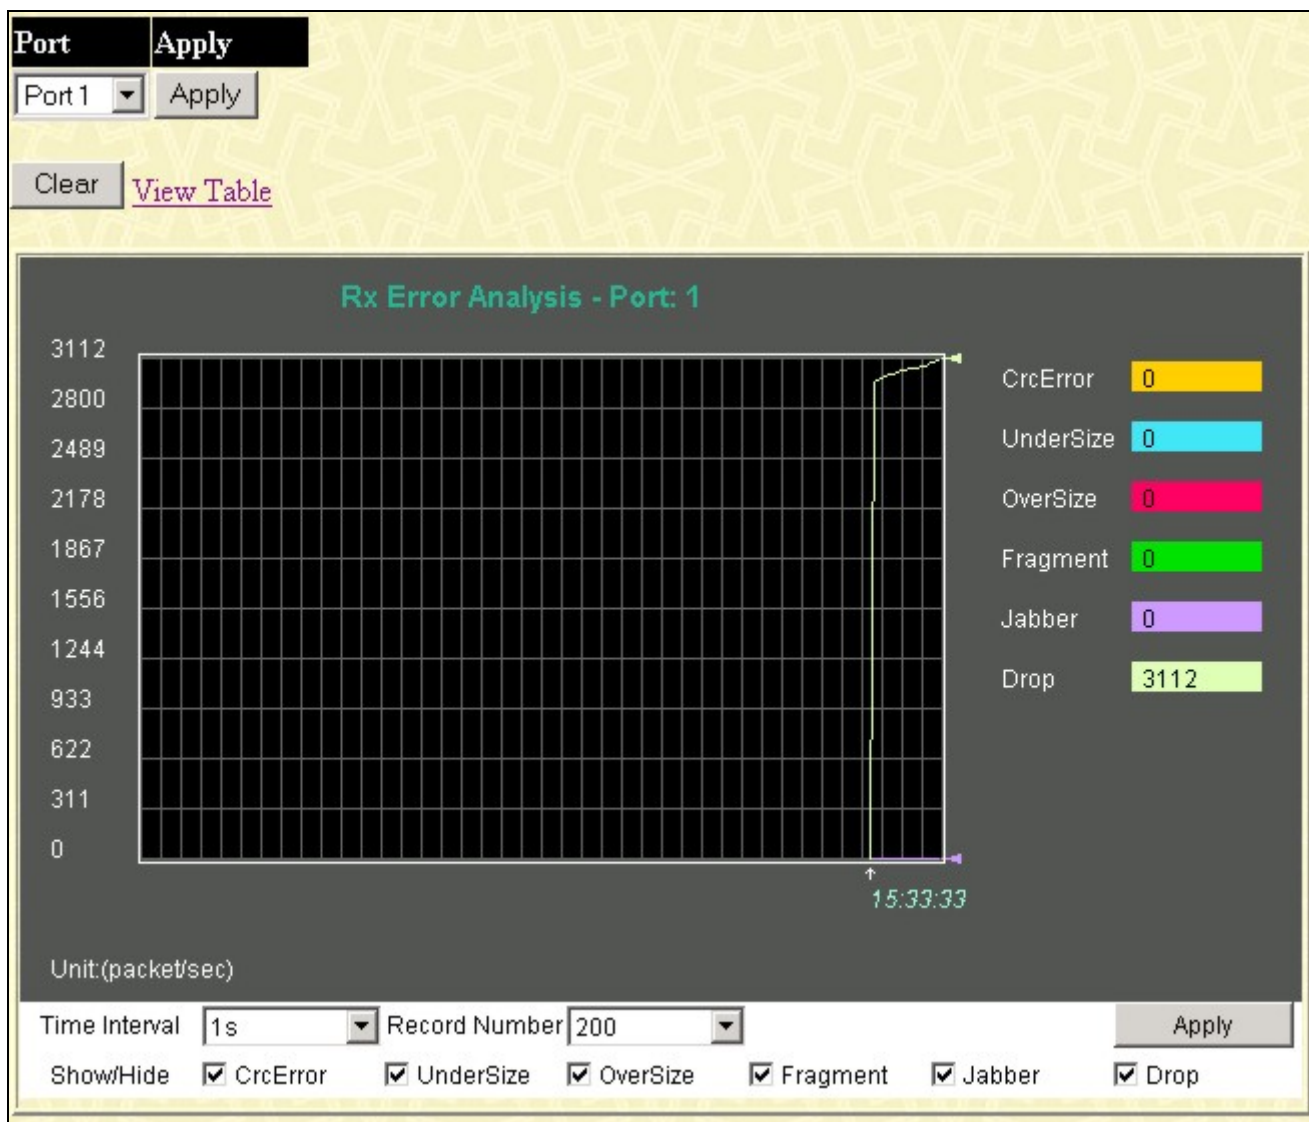 Port Apply
Port 1 Apply
Clear View Table
Rx Error Analysis - Port: 1
3112
2800
2489
2178
1867
1556
1244
933
622
311
0
15:33:33
CrcError 0
UnderSize 0
OverSize 0
Fragment 0
Jabber 0
Drop 3112
Unit:(packet/sec)
Time Interval 1s Record Number 200 Apply
Show/Hide CrcError UnderSize OverSize Fragment Jabber Drop